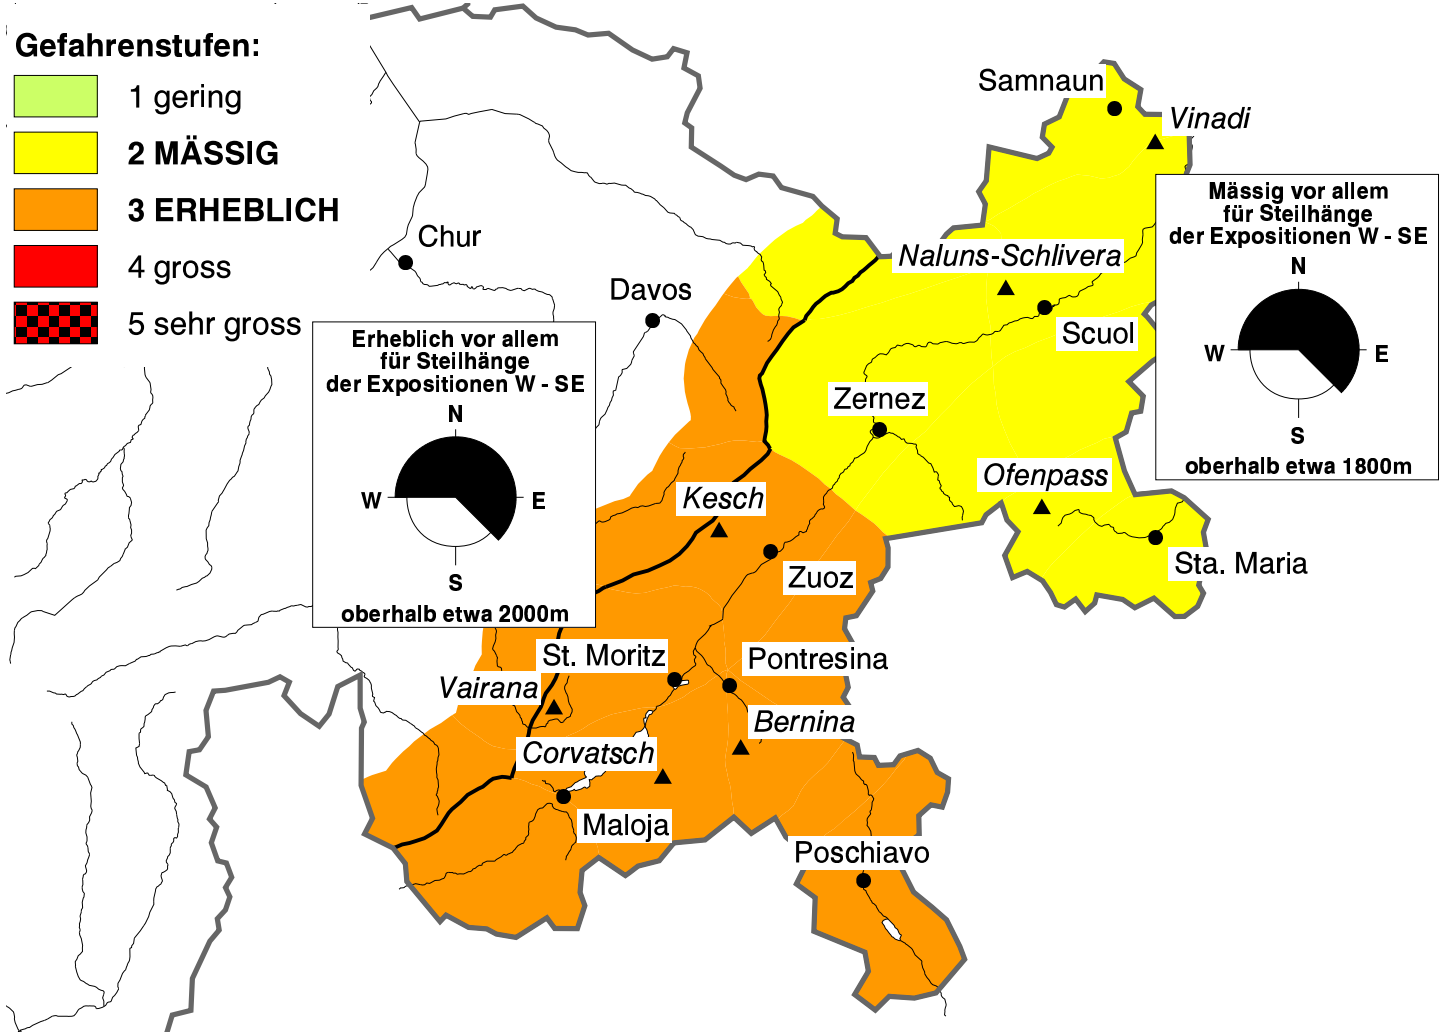 Gefahrenstufen:
1 gering
2 MÄSSIG
3 ERHEBLICH
4 gross
5 sehr gross
Samnaun
Vinadi
Mässig vor allem
für Steilhänge
der Expositionen W - SE
N
W
E
S
oberhalb etwa 1800m
Chur
Davos
Naluns-Schlivera
Scuol
Erheblich vor allem
für Steilhänge
der Expositionen W - SE
N
W
E
S
oberhalb etwa 2000m
Zernez
Ofenpass
Kesch
Zuoz
Sta. Maria
St. Moritz
Pontresina
Vairana
Bernina
Corvatsch
Maloja
Poschiavo